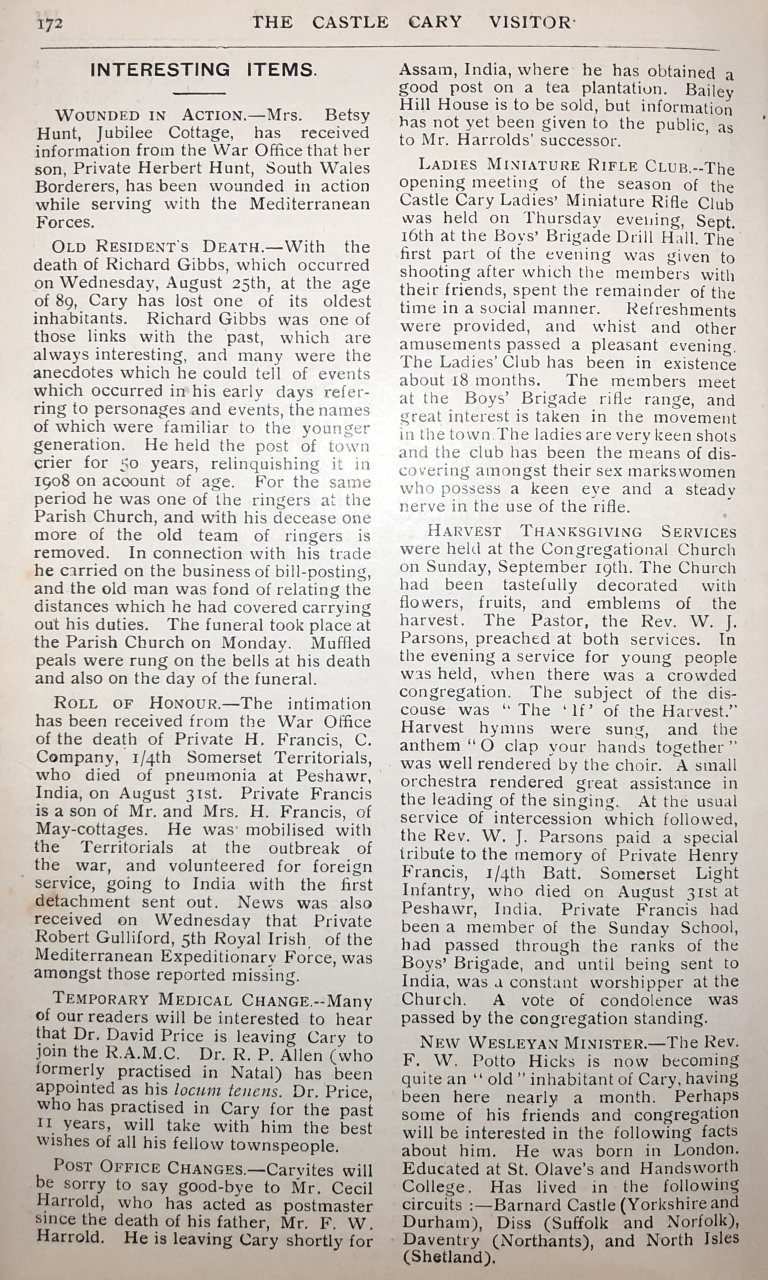 172 THE CASTLE CARY VISITOR
INTERESTING ITEMS.
WOUNDED IN ACTION.—Mrs. Betsy
Hunt, Jubilee Cottage, has received
information from the War Office that her
son, Private Herbert Hunt, South Wales
Borderers, has been wounded in action
while serving with the Mediterranean
Forces.
OLD RESIDENT'S DEATH.—With the
death of Richard Gibbs, which occurred
on Wednesday, August 25th, at the age
of 89, Cary has lost one of its oldest
inhabitants. Richard Gibbs was one of
those links with the past, which are
always interesting, and many were the
anecdotes which he could tell of events
which occurred in his early days refer-
ring to personages and events, the names
of which were familiar to the younger
generation. He held the post of town
crier for 50 years, relinquishing it in
1908 on account of age. For the same
period he was one of the ringers at the
Parish Church, and with his decease one
more of the old team of ringers is
removed. In connection with his trade
he carried on the business of bill-posting,
and the old man was fond of relating the
distances which he had covered carrying
out his duties. The funeral took place at
the Parish Church on Monday. Muffled
peals were rung on the bells at his death
and also on the day of the funeral.
ROLL OF HONOUR.—The intimation
has been received from the War Office
of the death of Private H. Francis, C.
Company, 1/4th Somerset Territorials,
who died of pneumonia at Peshawr,
India, on August 31st. Private Francis
is a son of Mr. and Mrs. H. Francis, of
May-cottages. He was mobilised with
the Territorials at the outbreak of
the war, and volunteered for foreign
service, going to India with the first
detachment sent out. News was also
received on Wednesday that Private
Robert Gulliford, 5th Royal Irish, of the
Mediterranean Expeditionary Force, was
amongst those reported missing.
TEMPORARY MEDICAL CHANGE.--Many
of our readers will be interested to hear
that Dr. David Price is leaving Cary to
join the R.A.M.C. Dr. R. P. Allen (who
formerly practised in Natal) has been
appointed as his locum tenens. Dr. Price,
who has practised in Cary for the past
11 years, will take with him the best
wishes of all his fellow townspeople.
POST OFFICE CHANGES.—Caryites will
be sorry to say good-bye to Mr. Cecil
Harrold, who has acted as postmaster
since the death of his father, Mr. F. W.
Harrold. He is leaving Cary shortly for
Assam, India, where he has obtained a
good post on a tea plantation. Bailey
Hill House is to be sold, but information
has not yet been given to the public, as
to Mr. Harrolds' successor.
LADIES MINIATURE RIFLE CLUB.--The
opening meeting of the season of the
Castle Cary Ladies' Miniature Rifle Club
was held on Thursday evening, Sept.
16th at the Boys' Brigade Drill Hall. The
first part of the evening was given to
shooting after which the members with
their friends, spent the remainder of the
time in a social manner. Refreshments
were provided, and whist and other
amusements passed a pleasant evening.
The Ladies' Club has been in existence
about 18 months. The members meet
at the Boys' Brigade rifle range, and
great interest is taken in the movement
in the town. The ladies are very keen shots
and the club has been the means of dis-
covering amongst their sex markswomen
who possess a keen eye and a steady
nerve in the use of the rifle.
HARVEST THANKSGIVING SERVICES
were held at the Congregational Church
on Sunday, September 19th. The Church
had been tastefully decorated with
flowers, fruits, and emblems of the
harvest. The Pastor, the Rev. W. J.
Parsons, preached at both services. In
the evening a service for young people
was held, when there was a crowded
congregation. The subject of the dis-
couse was " The ' If ' of the Harvest."
Harvest hymns were sung, and the
anthem " O clap your hands together "
was well rendered by the choir. A small
orchestra rendered great assistance in
the leading of the singing. At the usual
service of intercession which followed,
the Rev. W. J. Parsons paid a special
tribute to the memory of Private Henry
Francis, 1/4th Batt. Somerset Light
Infantry, who died on August 31st at
Peshawr, India. Private Francis had
been a member of the Sunday School,
had passed through the ranks of the
Boys' Brigade, and until being sent to
India, was a constant worshipper at the
Church. A vote of condolence was
passed by the congregation standing.
NEW WESLEYAN MINISTER.—The Rev.
F. W. Potto Hicks is now becoming
quite an " old " inhabitant of Cary, having
been here nearly a month. Perhaps
some of his friends and congregation
will be interested in the following facts
about him. He was born in London.
Educated at St. Olave's and Handsworth
College. Has lived in the following
circuits :—Barnard Castle (Yorkshire and
Durham), Diss (Suffolk and Norfolk),
Daventry (Northants), and North Isles
(Shetland).